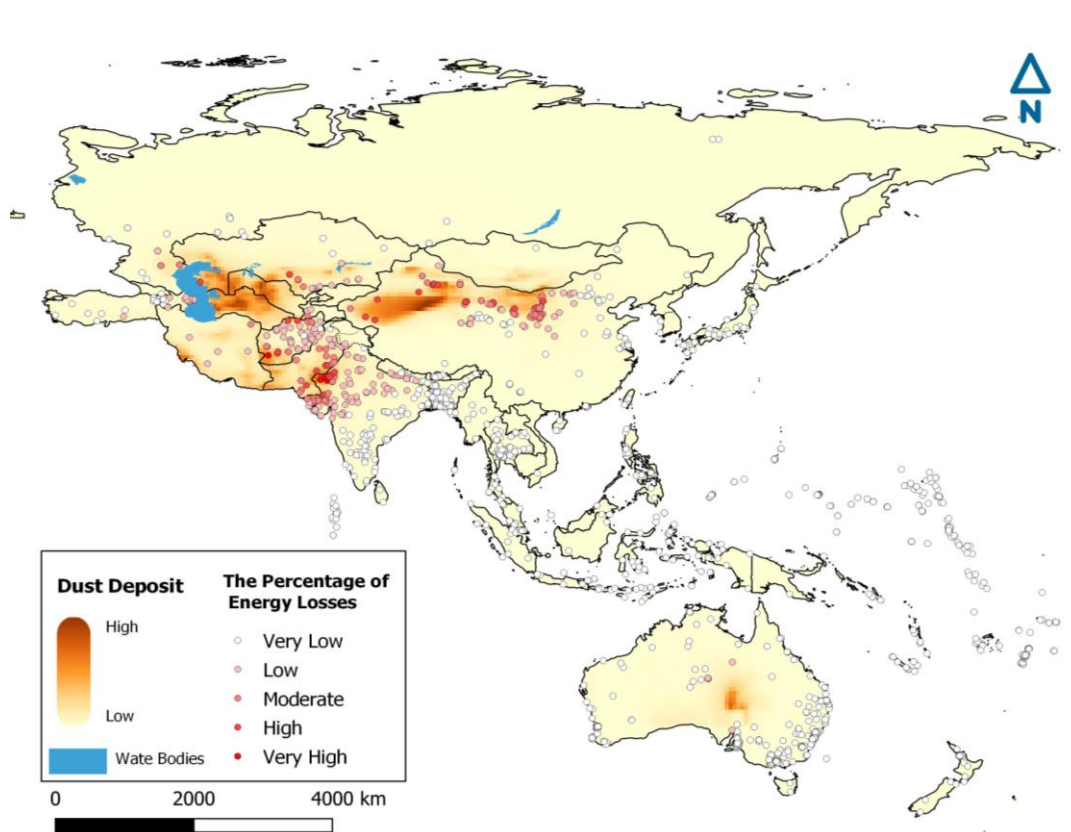 N
Dust Deposit
High
Low
Wate Bodies
The Percentage of
Energy Losses
Very Low
Low
Moderate
High
Very High
0 2000 4000 km